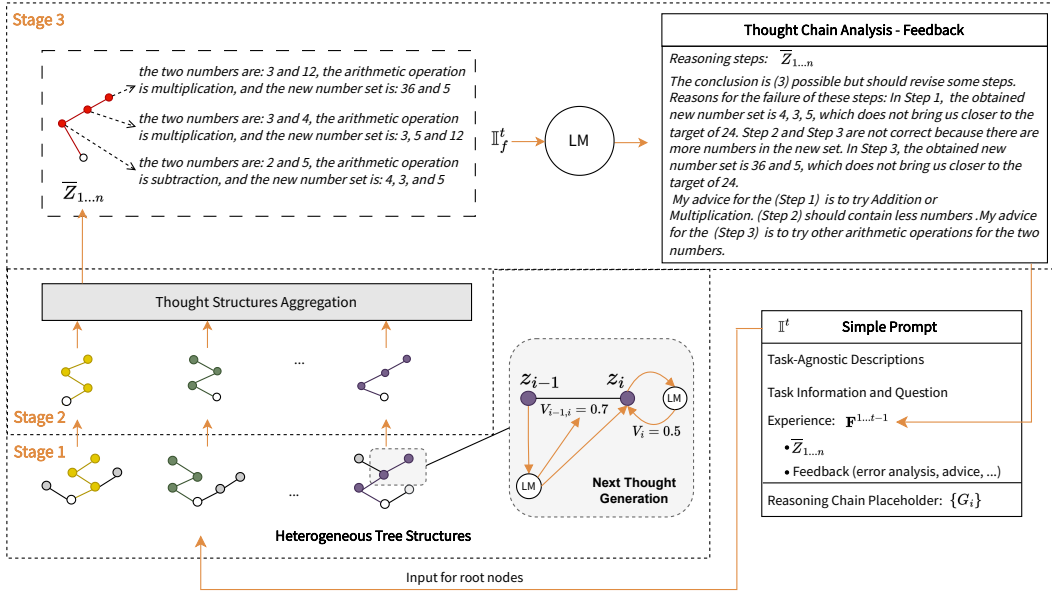 Stage 3
the two numbers are: 3 and 12, the arithmetic operation
is multiplication, and the new number set is: 36 and 5
the two numbers are: 3 and 4, the arithmetic operation
is multiplication, and the new number set is: 3, 5 and 12
the two numbers are: 2 and 5, the arithmetic operation
is subtraction, and the new number set is: 4, 3, and 5
Z̅₁...ₙ
𝕀ᵗ_f
LM
Thought Chain Analysis - Feedback
Reasoning steps: Z̅₁...ₙ
The conclusion is (3) possible but should revise some steps.
Reasons for the failure of these steps: In Step 1, the obtained
new number set is 4, 3, 5, which does not bring us closer to the
target of 24. Step 2 and Step 3 are not correct because there are
more numbers in the new set. In Step 3, the obtained new
number set is 36 and 5, which does not bring us closer to the
target of 24.
My advice for the (Step 1) is to try Addition or
Multiplication. (Step 2) should contain less numbers .My advice
for the (Step 3) is to try other arithmetic operations for the two
numbers.
Thought Structures Aggregation
...
Stage 2
Stage 1
...
Heterogeneous Tree Structures
z_{i−1}
z_i
LM
V_{i−1,i} = 0.7
V_i = 0.5
LM
Next Thought
Generation
𝕀ᵗ
Simple Prompt
Task-Agnostic Descriptions
Task Information and Question
Experience: F^{1...t−1}
• Z̅₁...ₙ
• Feedback (error analysis, advice, ...)
Reasoning Chain Placeholder: {G_i}
Input for root nodes